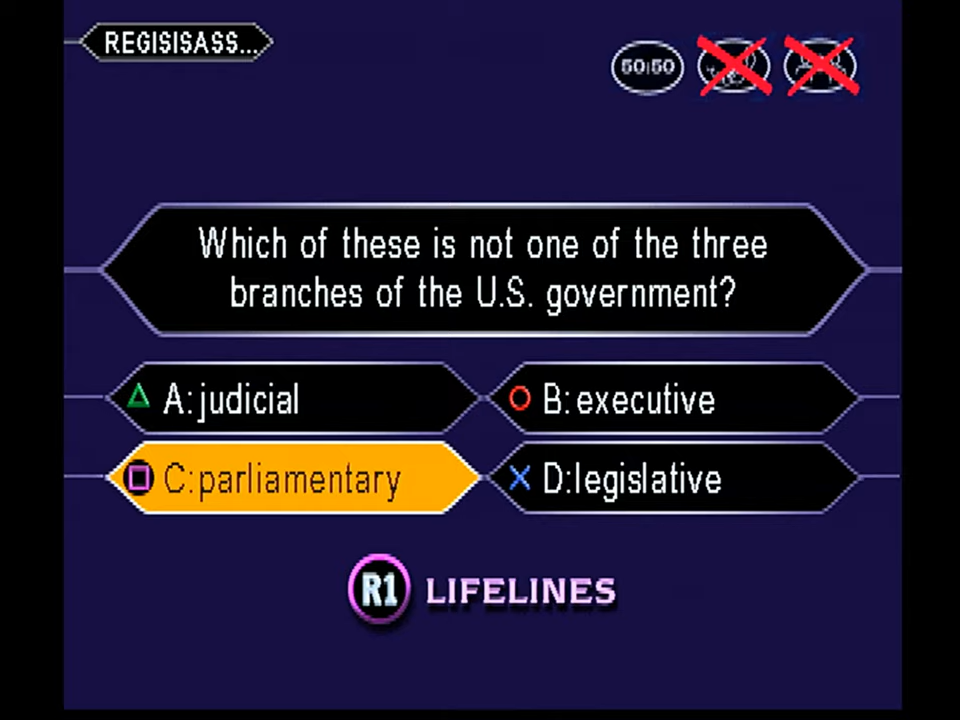 REGISISASS...
50:50
Which of these is not one of the three
branches of the U.S. government?
A: judicial
B: executive
C: parliamentary
D: legislative
R1 LIFELINES